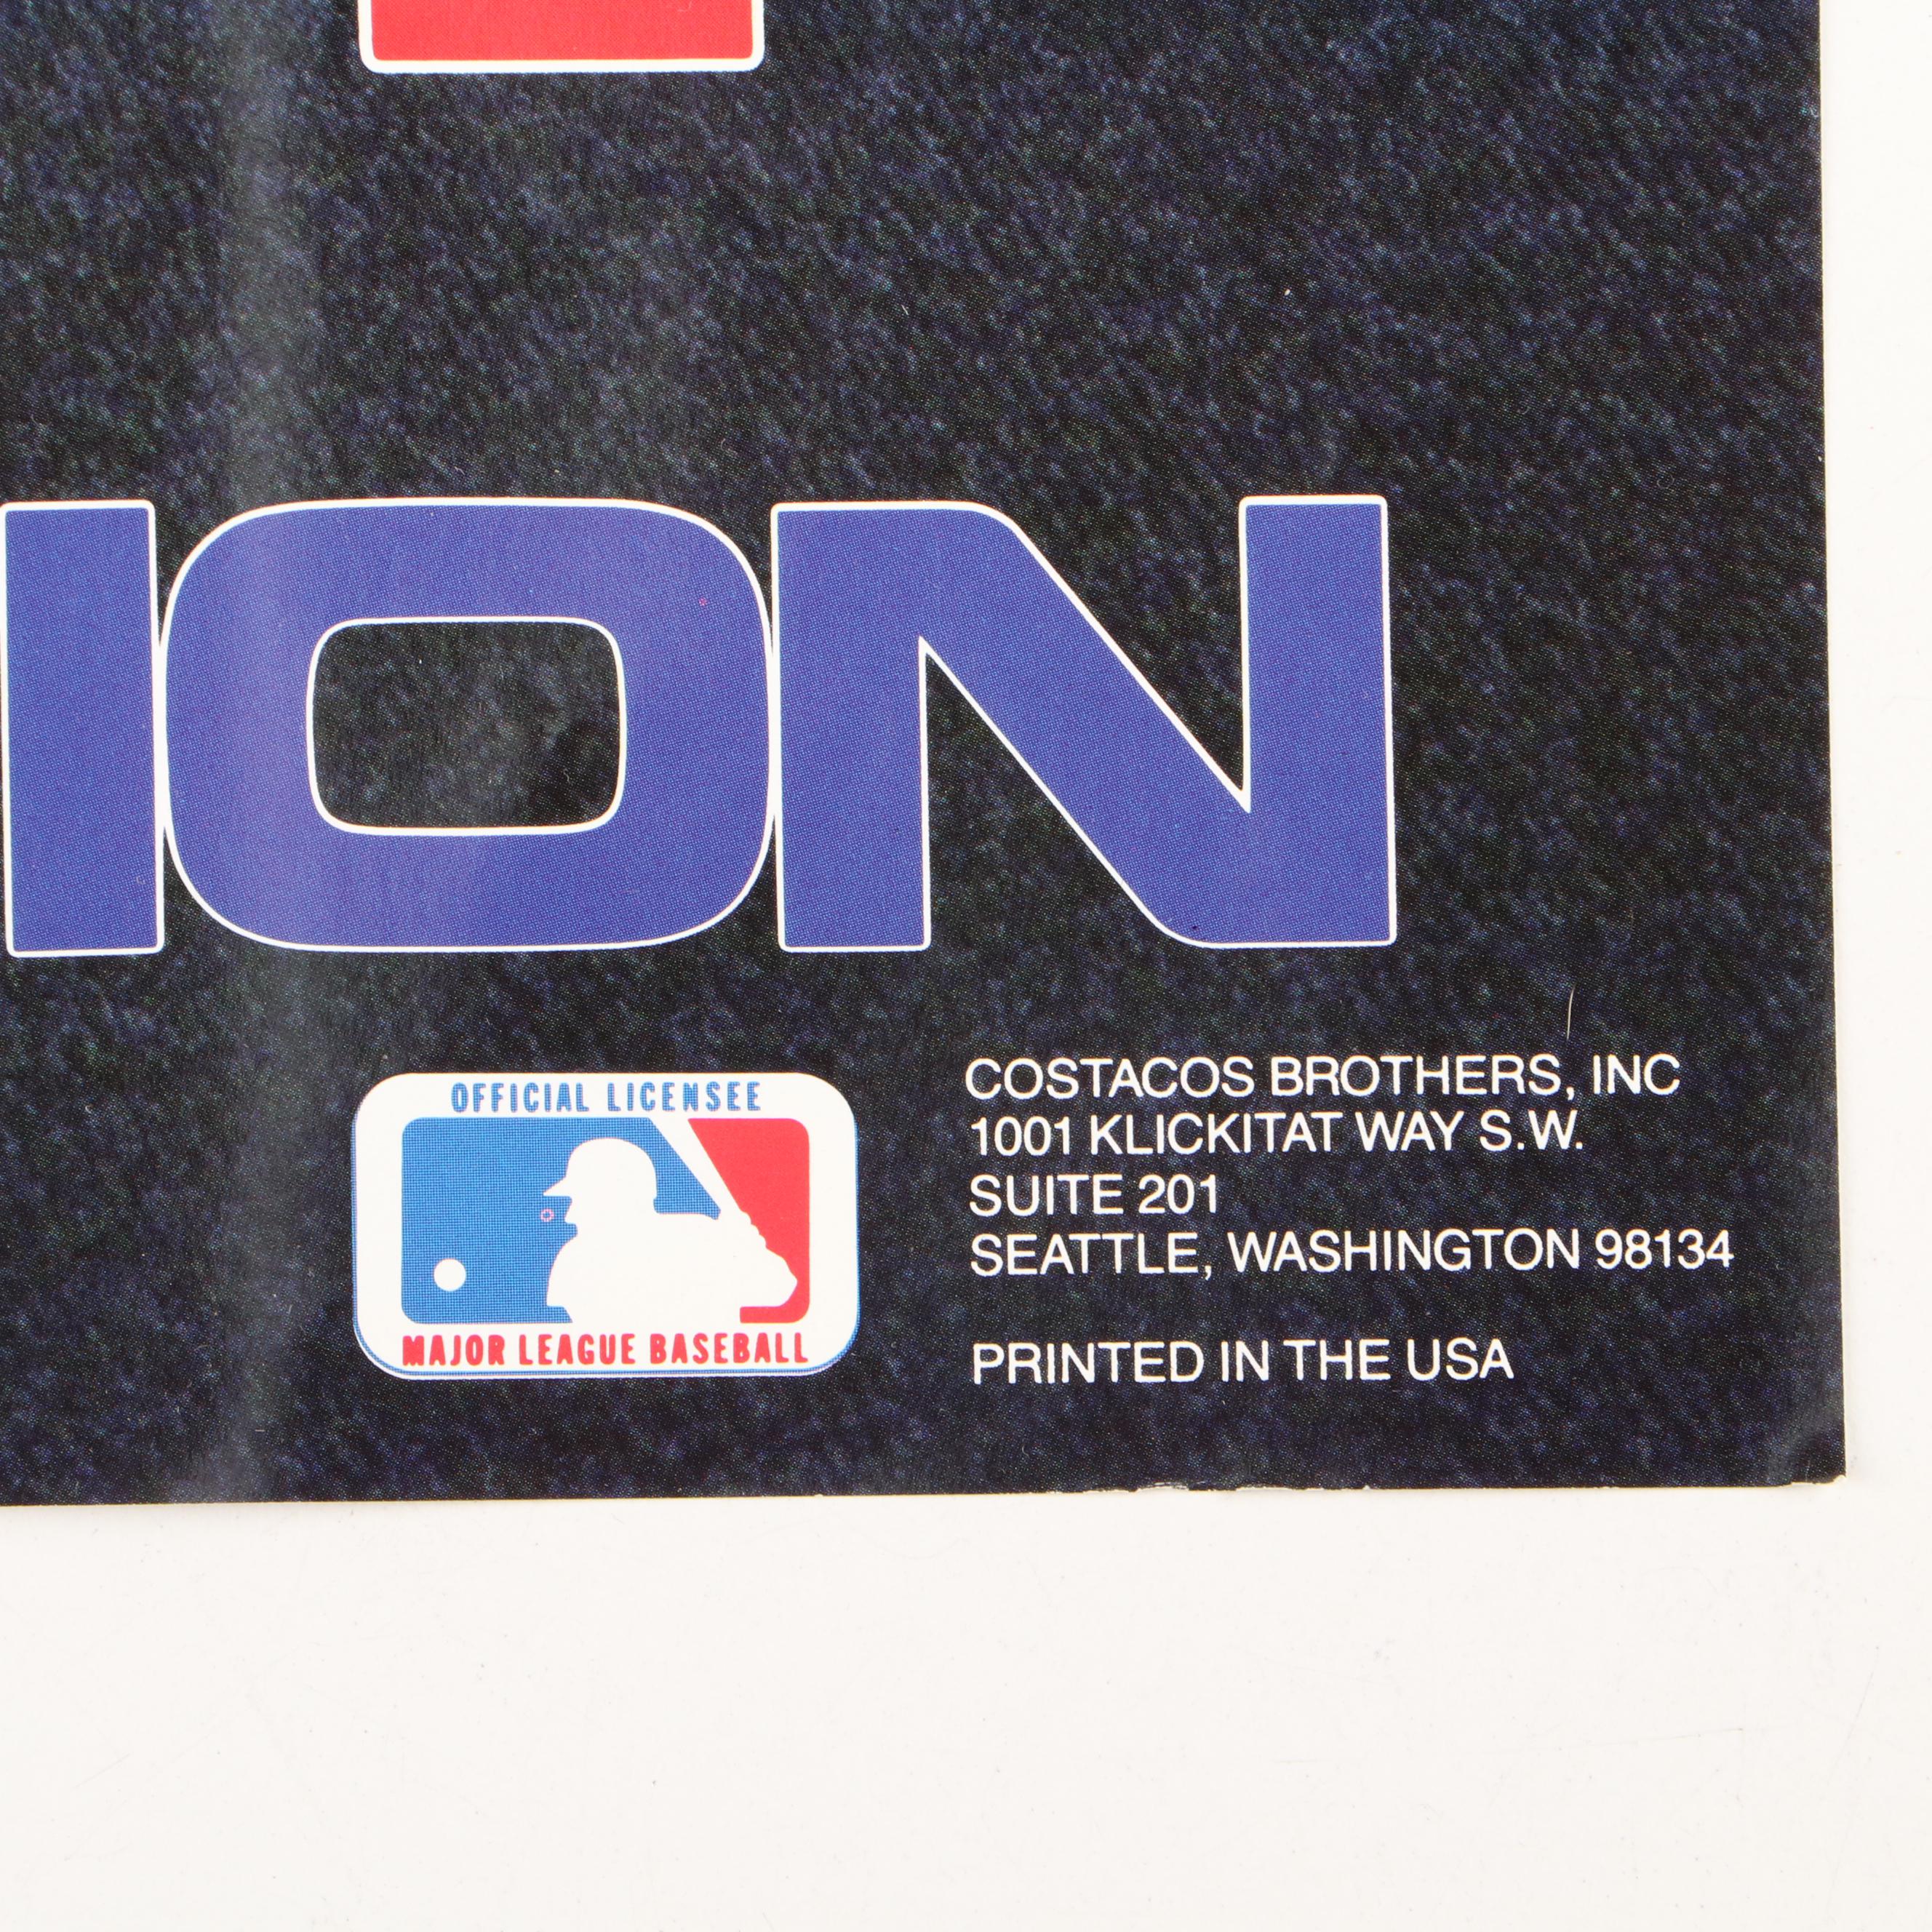 ION
OFFICIAL LICENSEE
MAJOR LEAGUE BASEBALL
COSTACOS BROTHERS, INC
1001 KLICKITAT WAY S.W.
SUITE 201
SEATTLE, WASHINGTON 98134
PRINTED IN THE USA